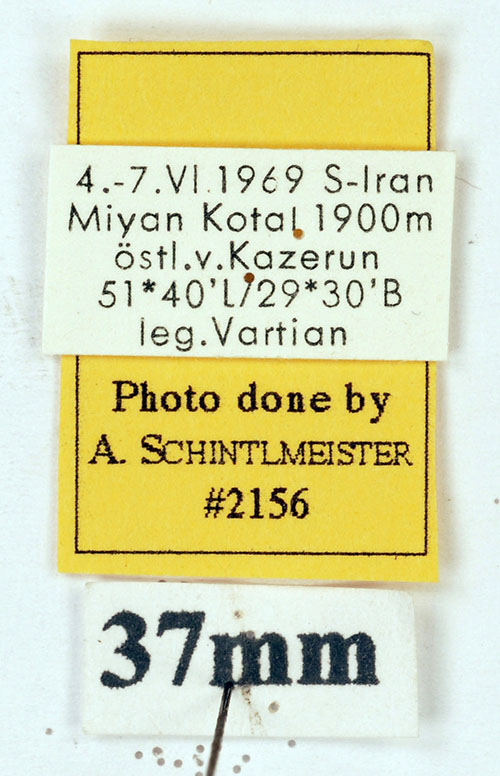 4.-7.VI.1969 S-Iran
Miyan Kotal 1900m
östl.v.Kazerun
51*40'L/29*30'B
leg.Vartian
Photo done by
A. SCHINTLMEISTER
#2156
37mm